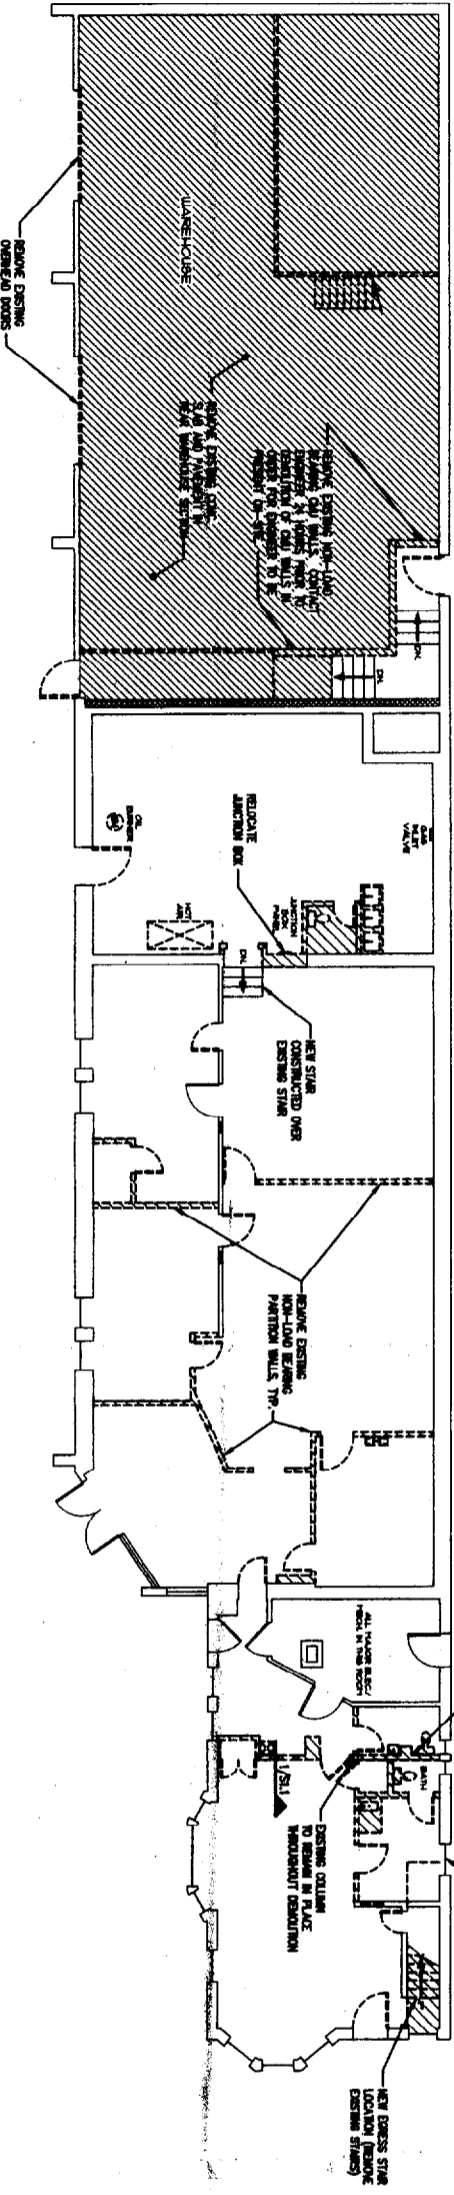 REMOVE EXISTING
OVERHEAD DOORS
WAREHOUSE
REMOVE EXISTING CONC.
SLAB AND PAVEMENT IN
REAR WAREHOUSE SECTION
REMOVE EXISTING NON-LOAD
BEARING CMU WALLS. CONTACT
ENGINEER 24 HOURS PRIOR TO
DEMOLITION OF CMU WALLS IN
ORDER FOR ENGINEER TO BE
PRESENT ON-SITE.
DN.
DN.
GAS
INLET
VALVE
OIL
BURNER
RELOCATE
JUNCTION BOX
JUNCTION
BOX
PANEL
HOT
AIR
DN.
NEW STAIR
CONSTRUCTED OVER
EXISTING STAIR
REMOVE EXISTING
NON-LOAD BEARING
PARTITION WALLS, TYP.
ALL MAJOR ELEC./
MECH. IN THIS ROOM
1/S1.1
BATH
EXISTING COLUMN
TO REMAIN IN PLACE
THROUGHOUT DEMOLITION
NEW EGRESS STAIR
LOCATION (REMOVE
EXISTING STAIRS)